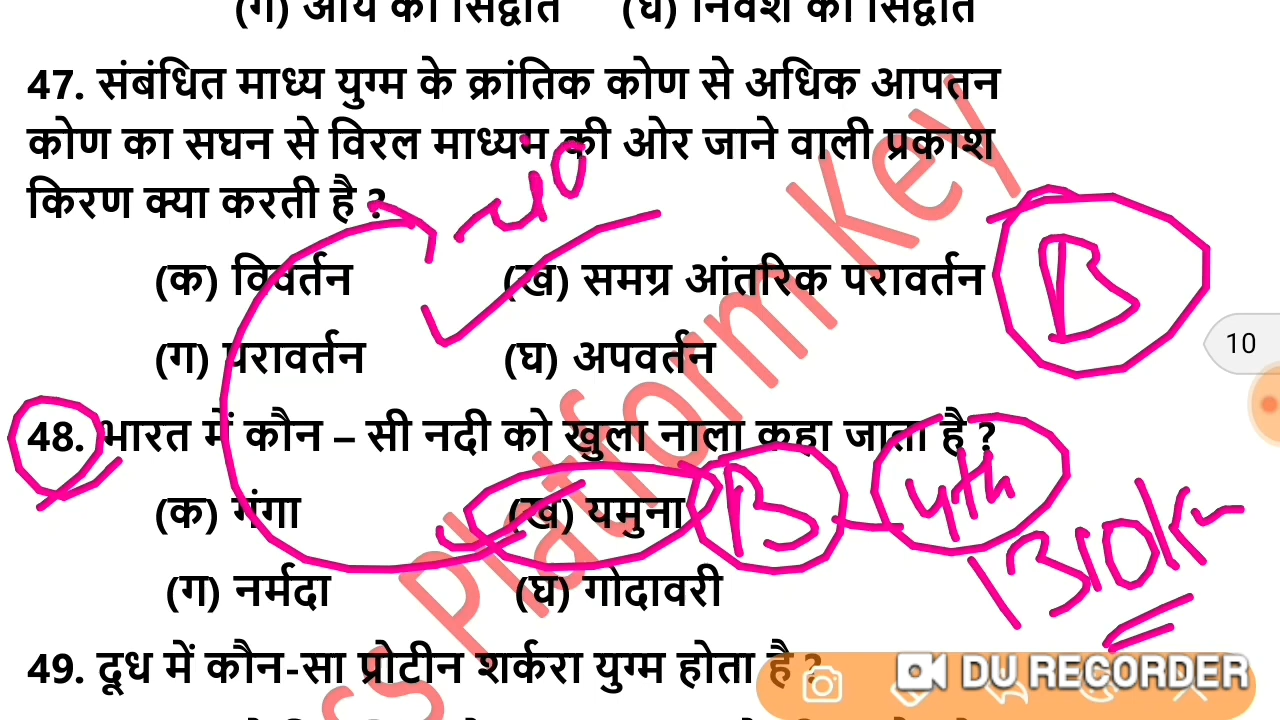 (ग) आय का सिद्धांत (घ) निवेश का सिद्धांत
47. संबंधित माध्य युग्म के क्रांतिक कोण से अधिक आपतन
कोण का सघन से विरल माध्यम की ओर जाने वाली प्रकाश
किरण क्या करती है ?
(क) विवर्तन (ख) समग्र आंतरिक परावर्तन
B
(ग) परावर्तन (घ) अपवर्तन
48. भारत में कौन – सी नदी को खुला नाला कहा जाता है ?
(क) गंगा (ख) यमुना B 4th
(ग) नर्मदा (घ) गोदावरी
49. दूध में कौन-सा प्रोटीन शर्करा युग्म होता है ?
Platform Key
10
DU RECORDER